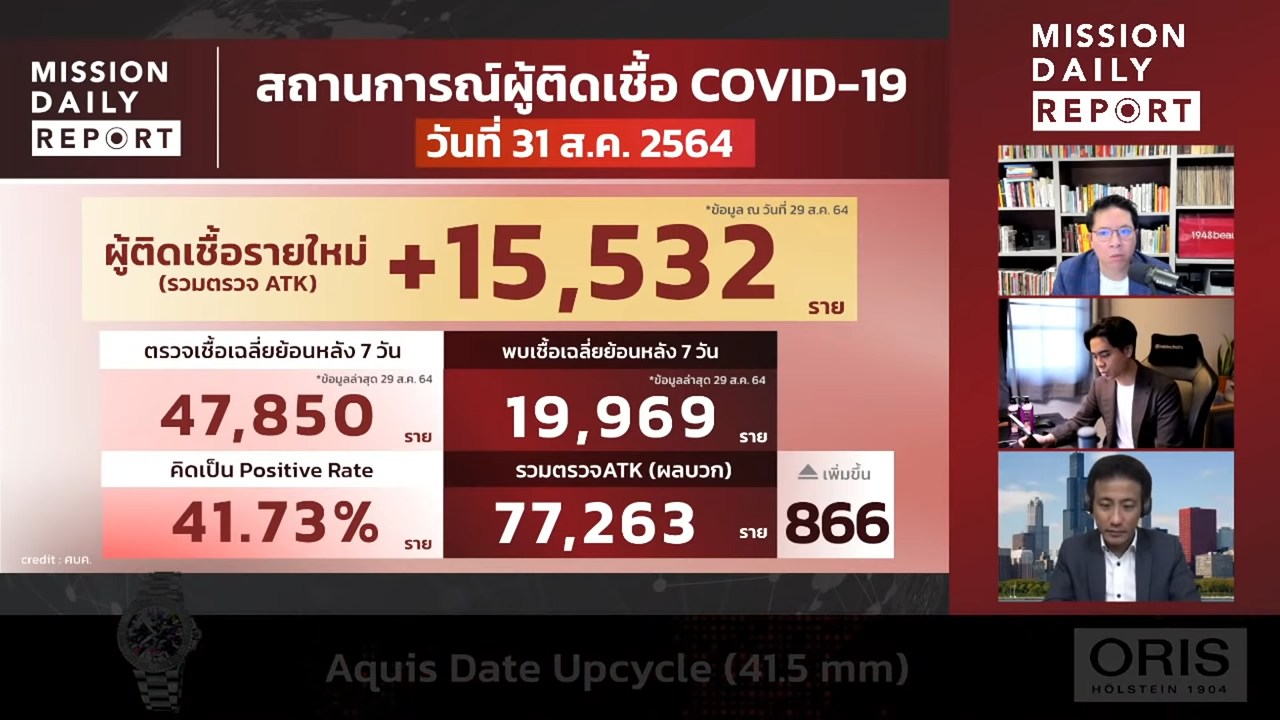 MISSION
DAILY
REPORT
สถานการณ์ผู้ติดเชื้อ COVID-19
วันที่ 31 ส.ค. 2564
*ข้อมูล ณ วันที่ 29 ส.ค. 64
ผู้ติดเชื้อรายใหม่
(รวมตรวจ ATK)
+15,532
ราย
ตรวจเชื้อเฉลี่ยย้อนหลัง 7 วัน
*ข้อมูลล่าสุด 29 ส.ค. 64
47,850 ราย
พบเชื้อเฉลี่ยย้อนหลัง 7 วัน
*ข้อมูลล่าสุด 29 ส.ค. 64
19,969 ราย
คิดเป็น Positive Rate
41.73% ราย
รวมตรวจATK (ผลบวก)
77,263 ราย
เพิ่มขึ้น
866
credit : ศบค.
MISSION
DAILY
REPORT
1948beau
Aquis Date Upcycle (41.5 mm)
ORIS
HÖLSTEIN 1904